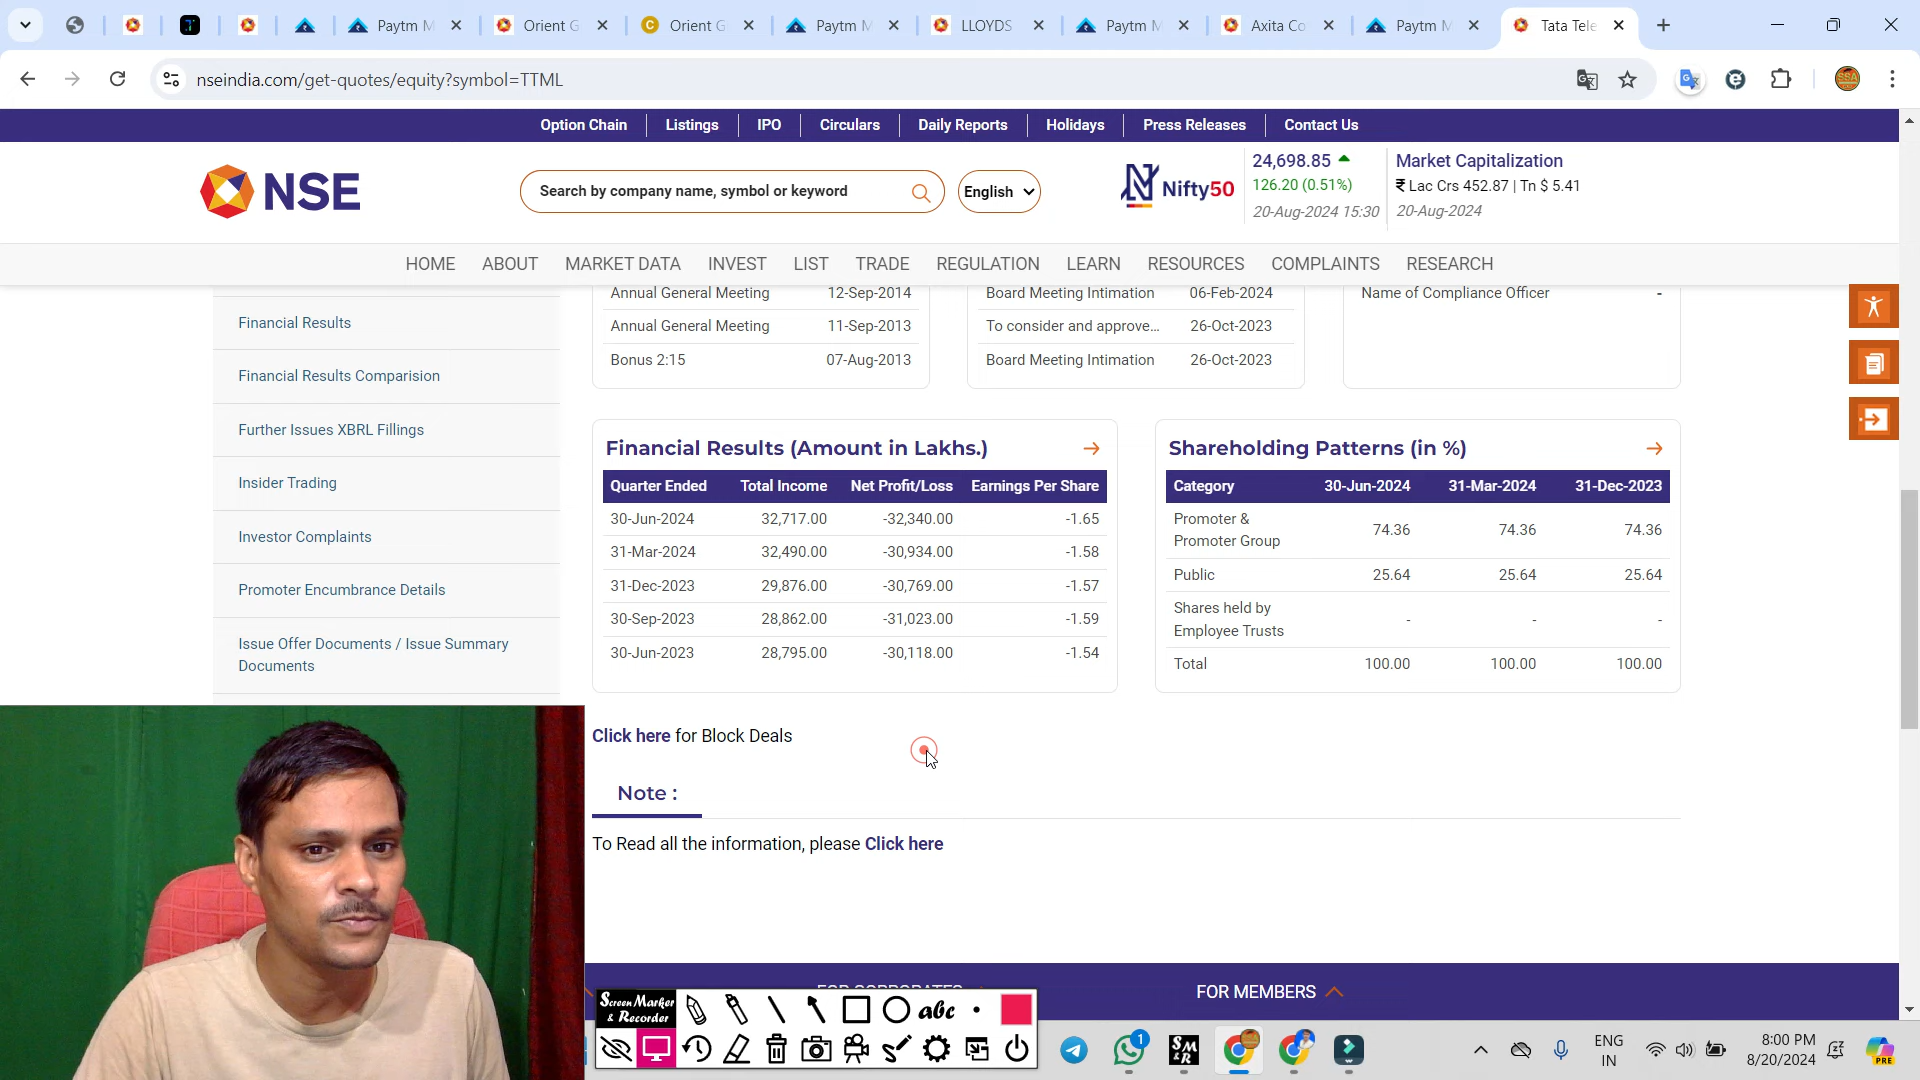 Paytm M
Orient G
Orient G
Paytm M
LLOYDS
Paytm M
Axita Co
Paytm M
Tata Tele
nseindia.com/get-quotes/equity?symbol=TTML
Option Chain
Listings
IPO
Circulars
Daily Reports
Holidays
Press Releases
Contact Us
NSE
Search by company name, symbol or keyword
English
Nifty50
24,698.85
126.20 (0.51%)
20-Aug-2024 15:30
Market Capitalization
₹ Lac Crs 452.87 | Tn $ 5.41
20-Aug-2024
HOME ABOUT MARKET DATA INVEST LIST TRADE REGULATION LEARN RESOURCES COMPLAINTS RESEARCH
Financial Results
Financial Results Comparision
Further Issues XBRL Fillings
Insider Trading
Investor Complaints
Promoter Encumbrance Details
Issue Offer Documents / Issue Summary
Documents
Annual General Meeting 12-Sep-2014
Annual General Meeting 11-Sep-2013
Bonus 2:15 07-Aug-2013
Board Meeting Intimation 06-Feb-2024
To consider and approve... 26-Oct-2023
Board Meeting Intimation 26-Oct-2023
Name of Compliance Officer -
Financial Results (Amount in Lakhs.)
Quarter Ended Total Income Net Profit/Loss Earnings Per Share
30-Jun-2024 32,717.00 -32,340.00 -1.65
31-Mar-2024 32,490.00 -30,934.00 -1.58
31-Dec-2023 29,876.00 -30,769.00 -1.57
30-Sep-2023 28,862.00 -31,023.00 -1.59
30-Jun-2023 28,795.00 -30,118.00 -1.54
Shareholding Patterns (in %)
Category 30-Jun-2024 31-Mar-2024 31-Dec-2023
Promoter &
Promoter Group 74.36 74.36 74.36
Public 25.64 25.64 25.64
Shares held by
Employee Trusts - - -
Total 100.00 100.00 100.00
Click here for Block Deals
Note :
To Read all the information, please Click here
FOR CORPORATES
FOR MEMBERS
Screen Marker
& Recorder
abc
1
SM
&R
ENG
IN
8:00 PM
8/20/2024
PRE
SSA